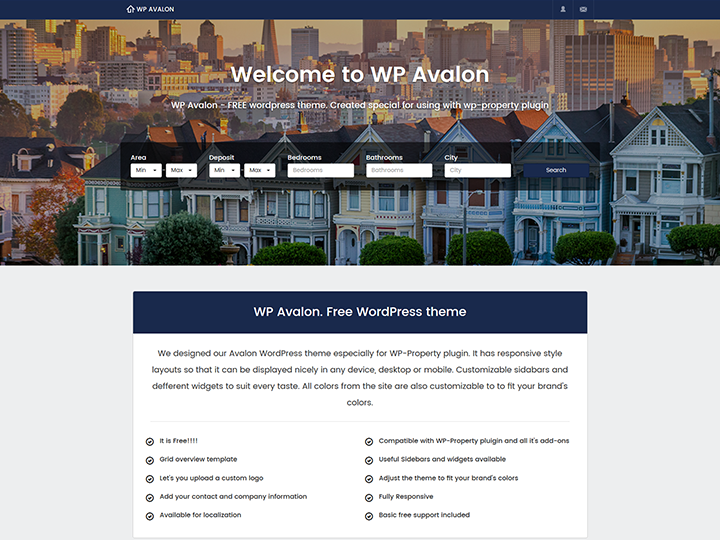 WP AVALON
Welcome to WP Avalon
WP Avalon - FREE wordpress theme. Created special for using with wp-property plugin
Area Deposit Bedrooms Bathrooms City
Min Max Min Max Bedrooms Bathrooms City Search
WP Avalon. Free WordPress theme
We designed our Avalon WordPress theme especially for WP-Property plugin. It has responsive style
layouts so that it can be displayed nicely in any device, desktop or mobile. Customizable sidabars and
defferent widgets to suit every taste. All colors from the site are also customizable to to fit your brand's
colors.
It is Free!!!!
Compatible with WP-Property pluigin and all it's add-ons
Grid overview template
Useful Sidebars and widgets available
Let's you upload a custom logo
Adjust the theme to fit your brand's colors
Add your contact and company information
Fully Responsive
Available for localization
Basic free support included